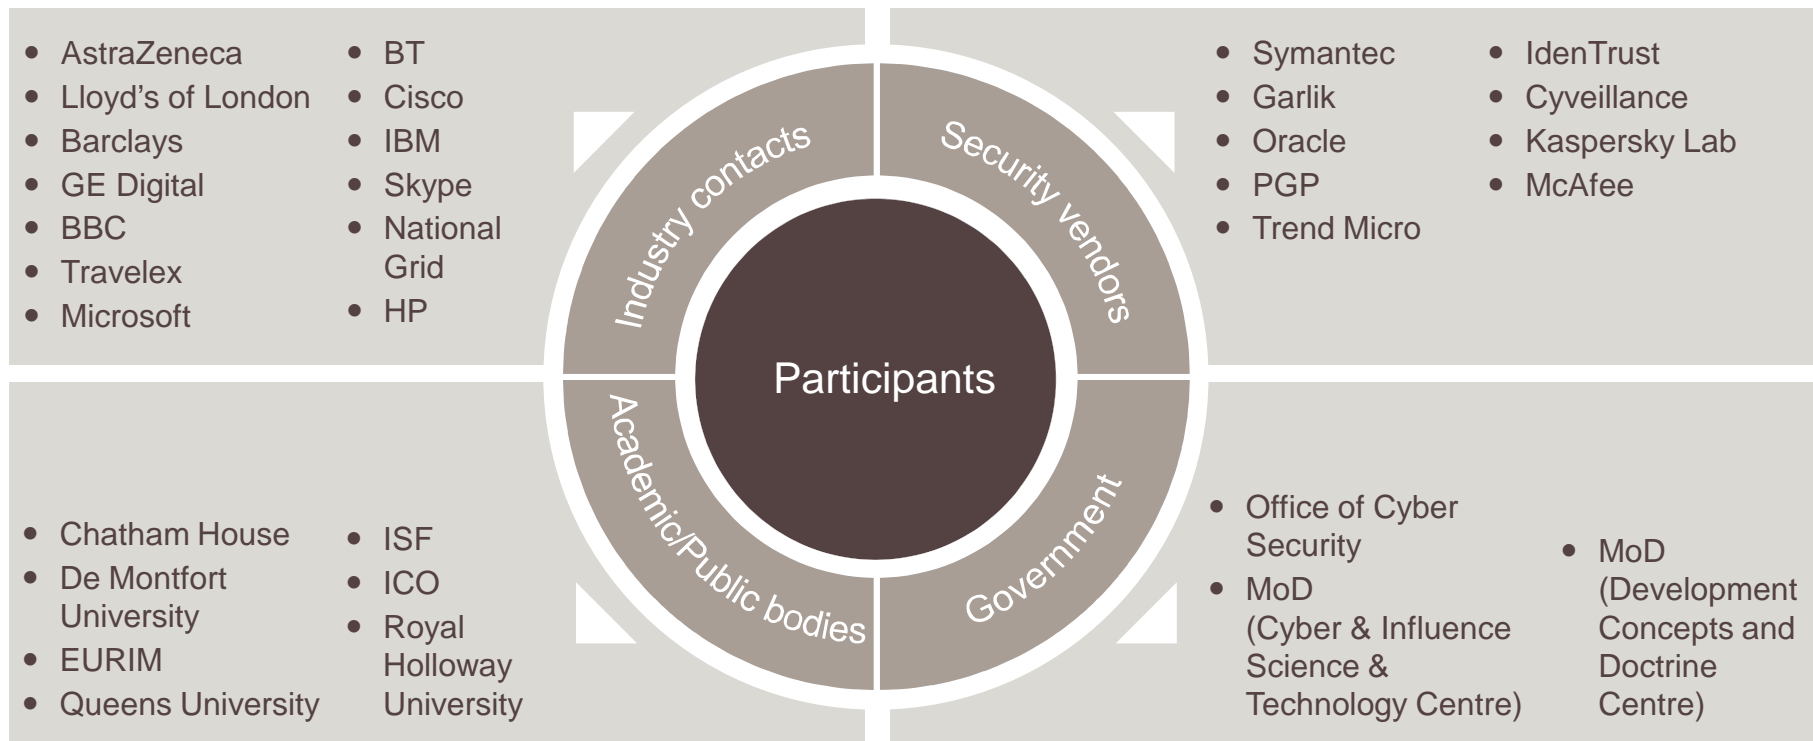 • AstraZeneca
• Lloyd’s of London
• Barclays
• GE Digital
• BBC
• Travelex
• Microsoft
• BT
• Cisco
• IBM
• Skype
• National
Grid
• HP
Industry contacts
Security vendors
• Symantec
• Garlik
• Oracle
• PGP
• Trend Micro
• IdenTrust
• Cyveillance
• Kaspersky Lab
• McAfee
Participants
• Chatham House
• De Montfort
University
• EURIM
• Queens University
• ISF
• ICO
• Royal
Holloway
University
Academic/Public bodies
Government
• Office of Cyber
Security
• MoD
(Cyber & Influence
Science &
Technology Centre)
• MoD
(Development
Concepts and
Doctrine
Centre)